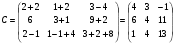 C = ( 2+2 1+2 3−4 ) = ( 4 3 −1 )
( 6 3+1 9+2 ) ( 6 4 11 )
( 2−1 1−1+4 3+2+8 ) ( 1 4 13 )